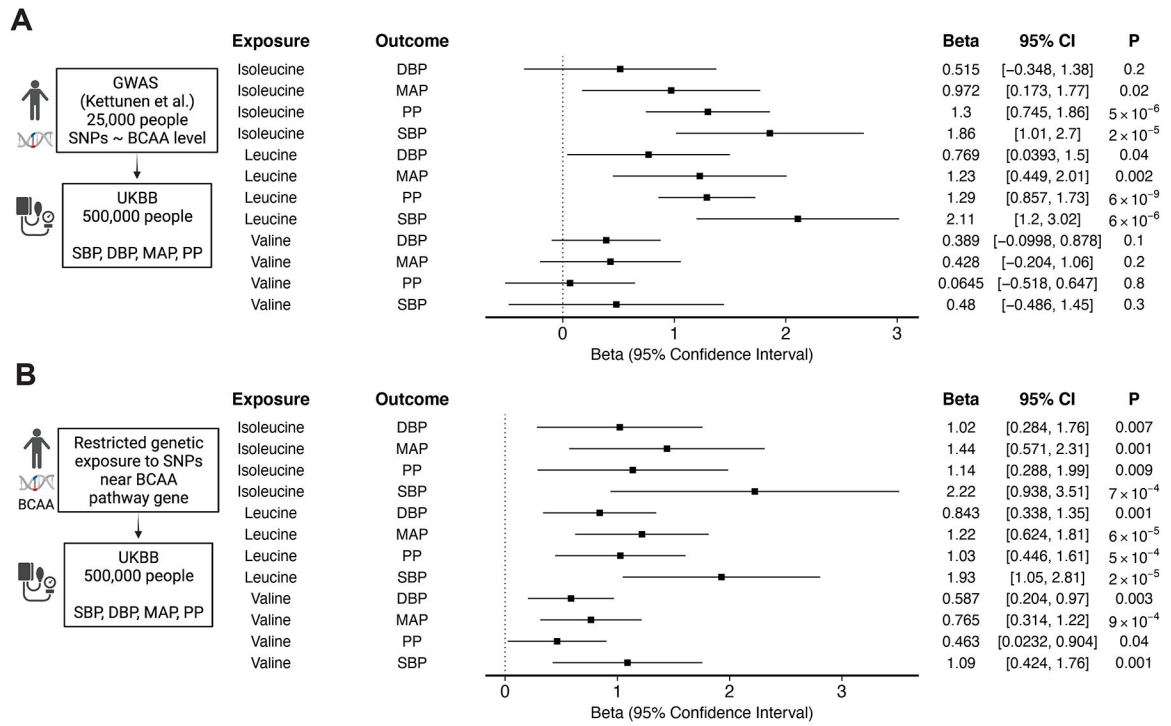 A
Exposure Outcome Beta 95% CI P
GWAS
(Kettunen et al.)
25,000 people
SNPs ~ BCAA level
UKBB
500,000 people
SBP, DBP, MAP, PP
Isoleucine DBP 0.515 [−0.348, 1.38] 0.2
Isoleucine MAP 0.972 [0.173, 1.77] 0.02
Isoleucine PP 1.3 [0.745, 1.86] 5 × 10⁻⁶
Isoleucine SBP 1.86 [1.01, 2.7] 2 × 10⁻⁵
Leucine DBP 0.769 [0.0393, 1.5] 0.04
Leucine MAP 1.23 [0.449, 2.01] 0.002
Leucine PP 1.29 [0.857, 1.73] 6 × 10⁻⁹
Leucine SBP 2.11 [1.2, 3.02] 6 × 10⁻⁶
Valine DBP 0.389 [−0.0998, 0.878] 0.1
Valine MAP 0.428 [−0.204, 1.06] 0.2
Valine PP 0.0645 [−0.518, 0.647] 0.8
Valine SBP 0.48 [−0.486, 1.45] 0.3
0 1 2 3
Beta (95% Confidence Interval)
B
Exposure Outcome Beta 95% CI P
BCAA
Restricted genetic
exposure to SNPs
near BCAA
pathway gene
UKBB
500,000 people
SBP, DBP, MAP, PP
Isoleucine DBP 1.02 [0.284, 1.76] 0.007
Isoleucine MAP 1.44 [0.571, 2.31] 0.001
Isoleucine PP 1.14 [0.288, 1.99] 0.009
Isoleucine SBP 2.22 [0.938, 3.51] 7 × 10⁻⁴
Leucine DBP 0.843 [0.338, 1.35] 0.001
Leucine MAP 1.22 [0.624, 1.81] 6 × 10⁻⁵
Leucine PP 1.03 [0.446, 1.61] 5 × 10⁻⁴
Leucine SBP 1.93 [1.05, 2.81] 2 × 10⁻⁵
Valine DBP 0.587 [0.204, 0.97] 0.003
Valine MAP 0.765 [0.314, 1.22] 9 × 10⁻⁴
Valine PP 0.463 [0.0232, 0.904] 0.04
Valine SBP 1.09 [0.424, 1.76] 0.001
0 1 2 3
Beta (95% Confidence Interval)